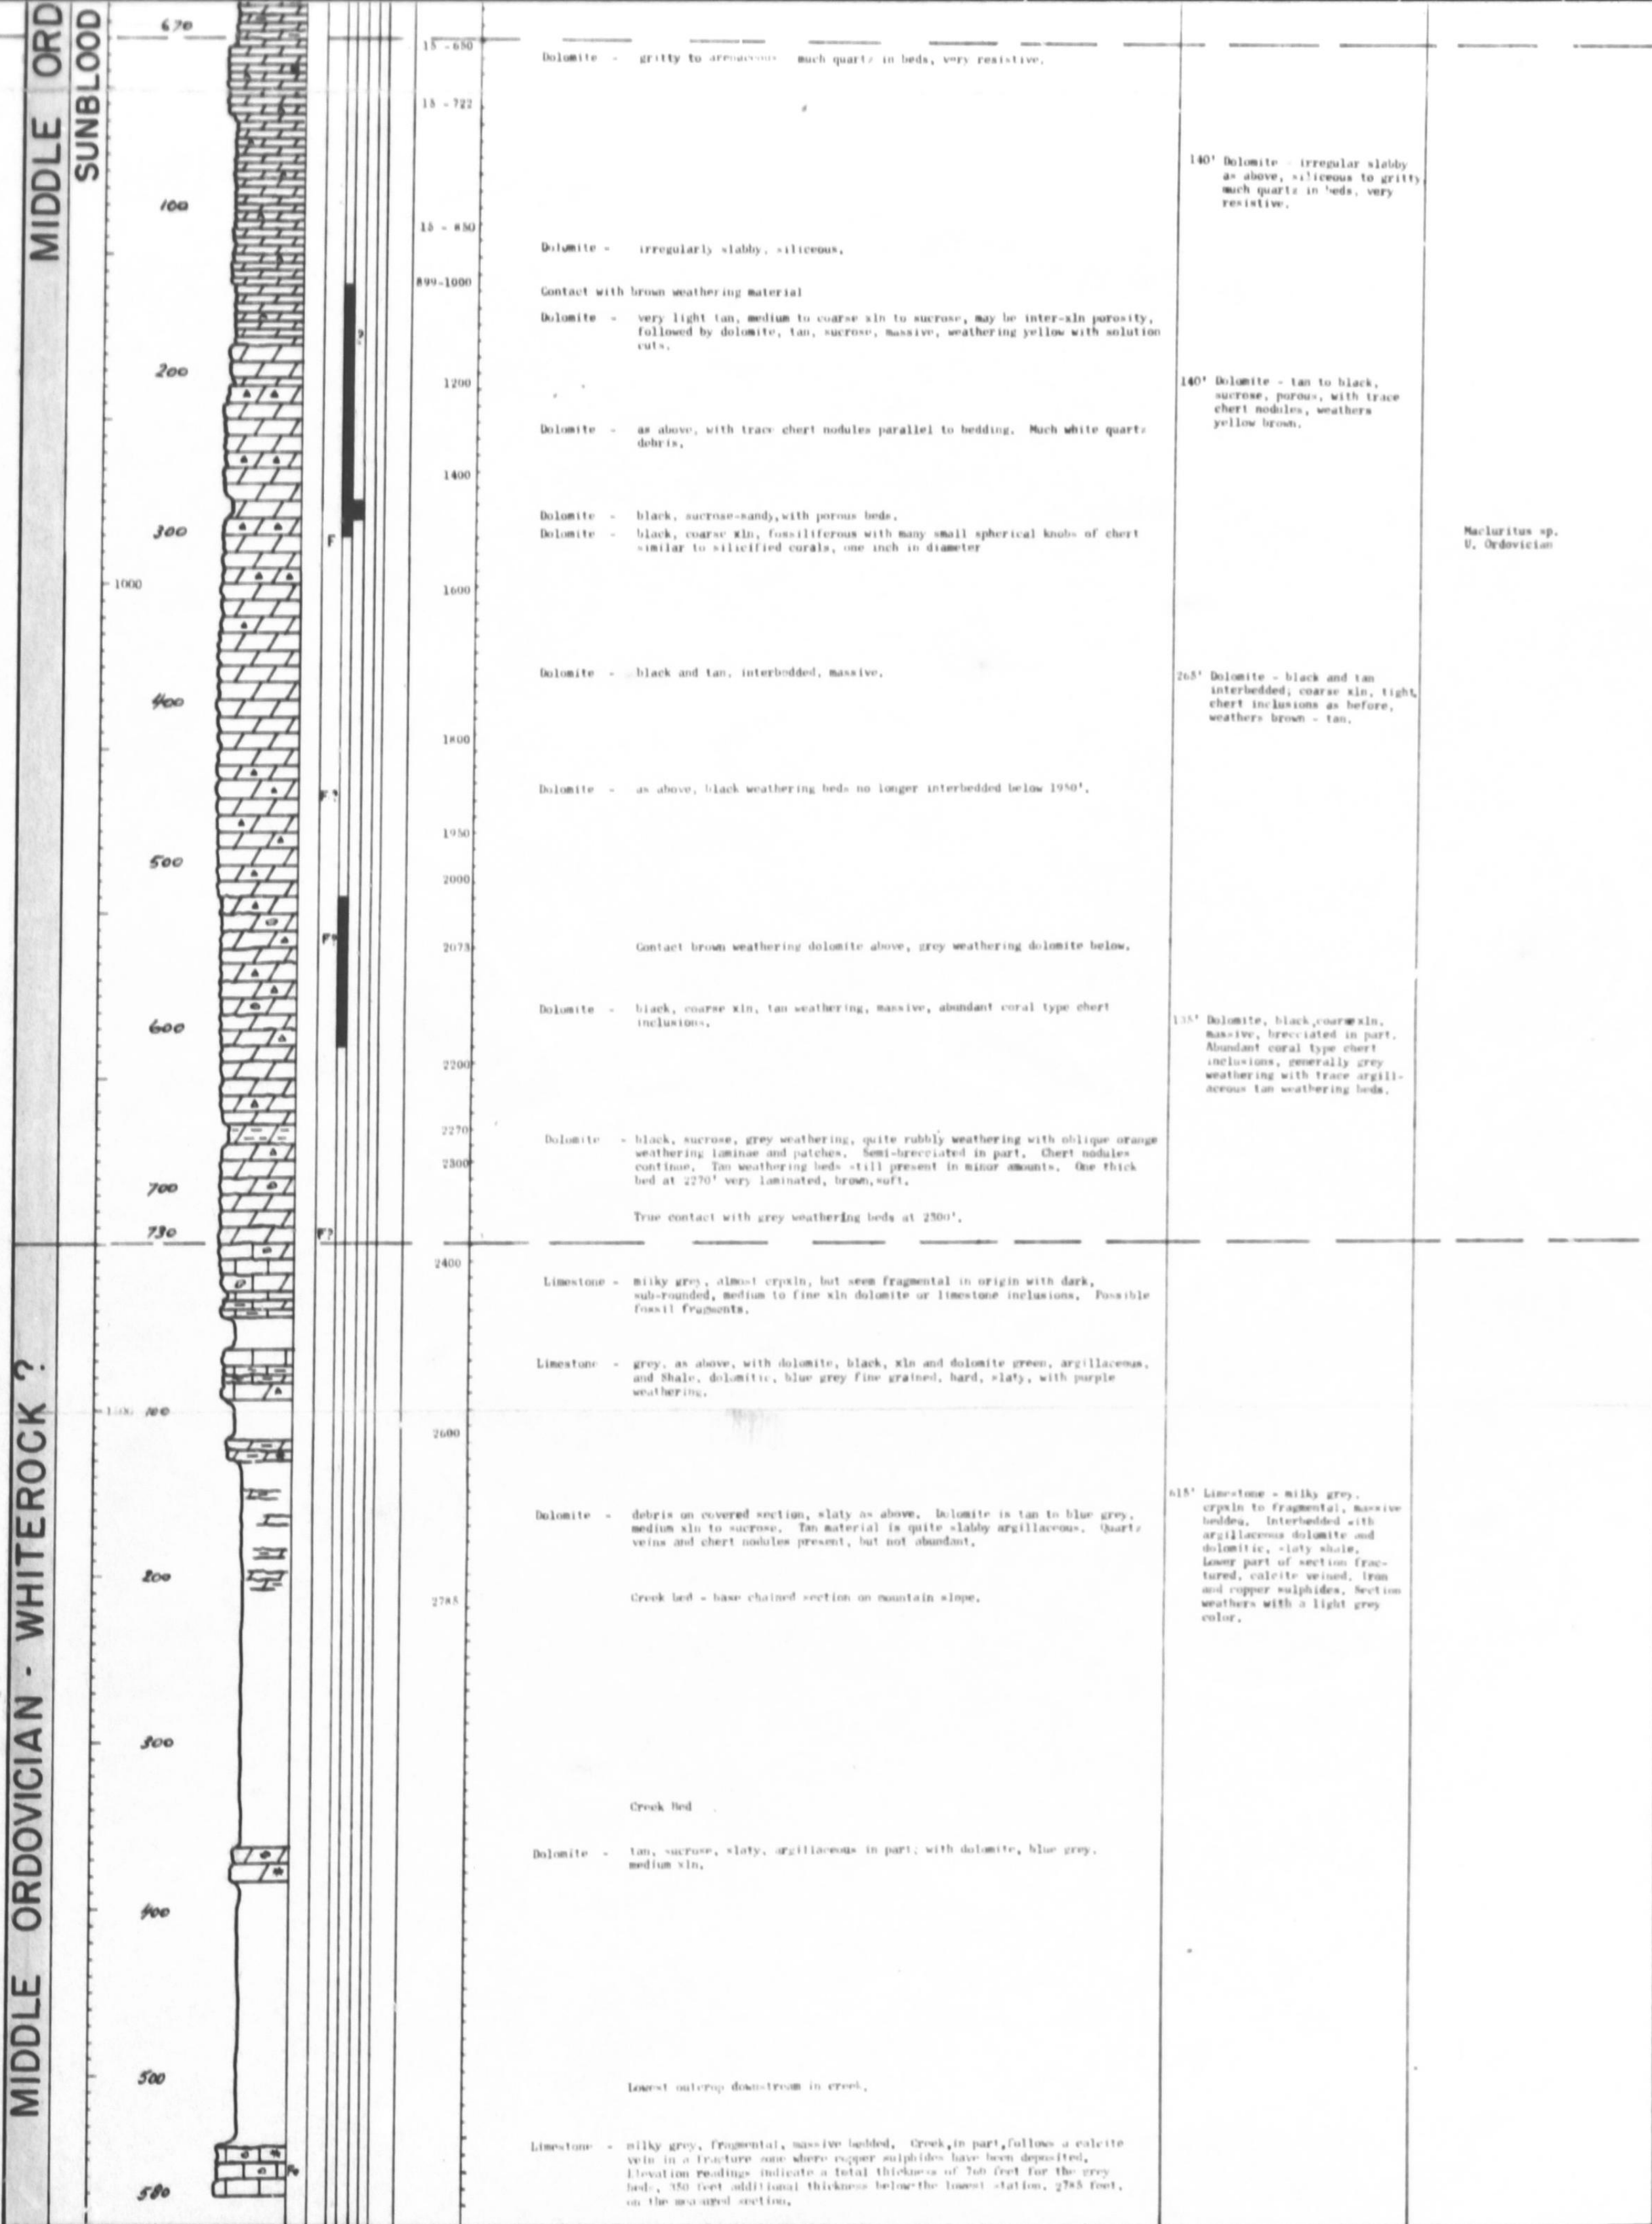 MIDDLE ORD
SUNBLOOD
670
15 - 650
Dolomite - gritty to arenaceous much quartz in beds, very resistive.
15 - 722
140' Dolomite - irregular slabby
as above, siliceous to gritty
much quartz in beds, very
resistive.
100
15 - 850
Dolomite - irregularly slabby, siliceous.
899-1000
Contact with brown weathering material
Dolomite - very light tan, medium to coarse xln to sucrose, may be inter-xln porosity,
followed by dolomite, tan, sucrose, massive, weathering yellow with solution
cuts.
?
200
1200
140' Dolomite - tan to black,
sucrose, porous, with trace
chert nodules, weathers
yellow brown.
Dolomite - as above, with trace chert nodules parallel to bedding. Much white quartz
debris.
1400
Dolomite - black, sucrose-sandy, with porous beds.
300
F
Dolomite - black, coarse xln, fossiliferous with many small spherical knobs of chert
similar to silicified corals, one inch in diameter
Macluritus sp.
U. Ordovician
1000
1600
Dolomite - black and tan, interbedded, massive.
265' Dolomite - black and tan
interbedded; coarse xln, tight,
chert inclusions as before,
weathers brown - tan.
400
1800
F?
Dolomite - as above, black weathering beds no longer interbedded below 1950'.
1950
500
2000
F?
2073
Contact brown weathering dolomite above, grey weathering dolomite below.
Dolomite - black, coarse xln, tan weathering, massive, abundant coral type chert
inclusions.
135' Dolomite, black, coarse xln,
massive, brecciated in part.
Abundant coral type chert
inclusions, generally grey
weathering with trace argill-
aceous tan weathering beds.
600
2200
2270
Dolomite - black, sucrose, grey weathering, quite rubbly weathering with oblique orange
weathering laminae and patches. Semi-brecciated in part. Chert nodules
continue. Tan weathering beds still present in minor amounts. One thick
bed at 2270' very laminated, brown, soft.
2300
700
True contact with grey weathering beds at 2300'.
730
F?
2400
Limestone - milky grey, almost crpxln, but seem fragmental in origin with dark,
sub-rounded, medium to fine xln dolomite or limestone inclusions. Possible
fossil fragments.
MIDDLE ORDOVICIAN - WHITEROCK ?
Limestone - grey, as above, with dolomite, black, xln and dolomite green, argillaceous,
and Shale, dolomitic, blue grey fine grained, hard, slaty, with purple
weathering.
1500 100
2600
Dolomite - debris on covered section, slaty as above. Dolomite is tan to blue grey,
medium xln to sucrose. Tan material is quite slabby argillaceous. Quartz
veins and chert nodules present, but not abundant.
615' Limestone - milky grey,
crpxln to fragmental, massive
bedded. Interbedded with
argillaceous dolomite and
dolomitic, slaty shale.
Lower part of section frac-
tured, calcite veined, Iron
and copper sulphides. Section
weathers with a light grey
color.
200
2785
Creek bed - base chained section on mountain slope.
300
Creek Bed
Dolomite - tan, sucrose, slaty, argillaceous in part; with dolomite, blue grey,
medium xln.
400
500
Lowest outcrop downstream in creek.
Limestone - milky grey, fragmental, massive bedded. Creek, in part, follows a calcite
vein in a fracture zone where copper sulphides have been deposited.
Elevation readings indicate a total thickness of 760 feet for the grey
beds, 350 feet additional thickness below the lowest station, 2785 feet,
on the measured section.
580